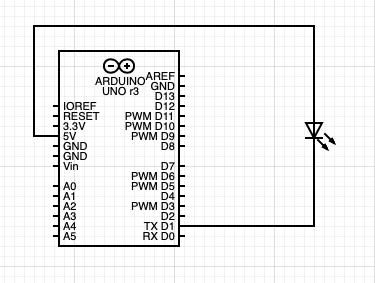 ARDUINO
UNO r3
IOREF
RESET
3.3V
5V
GND
GND
Vin
A0
A1
A2
A3
A4
A5
AREF
GND
D13
D12
PWM D11
PWM D10
PWM D9
D8
D7
PWM D6
PWM D5
D4
PWM D3
D2
TX D1
RX D0